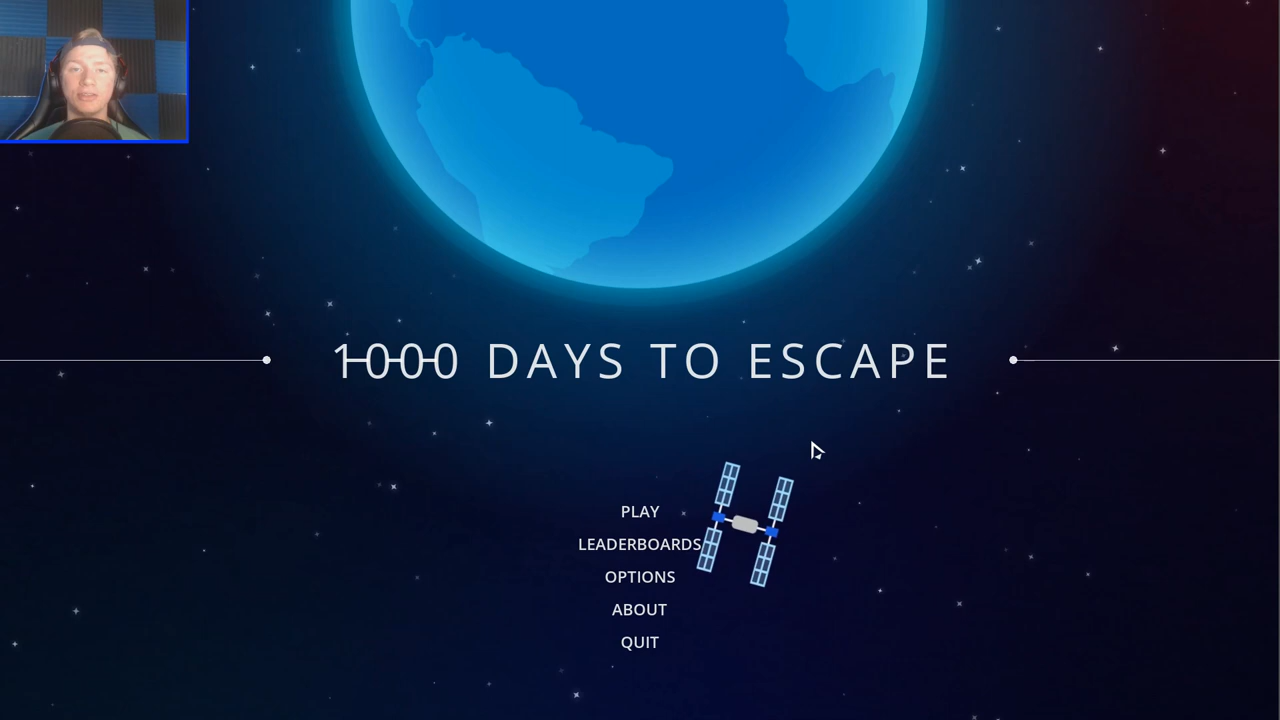 1000 DAYS TO ESCAPE
PLAY
LEADERBOARDS
OPTIONS
ABOUT
QUIT